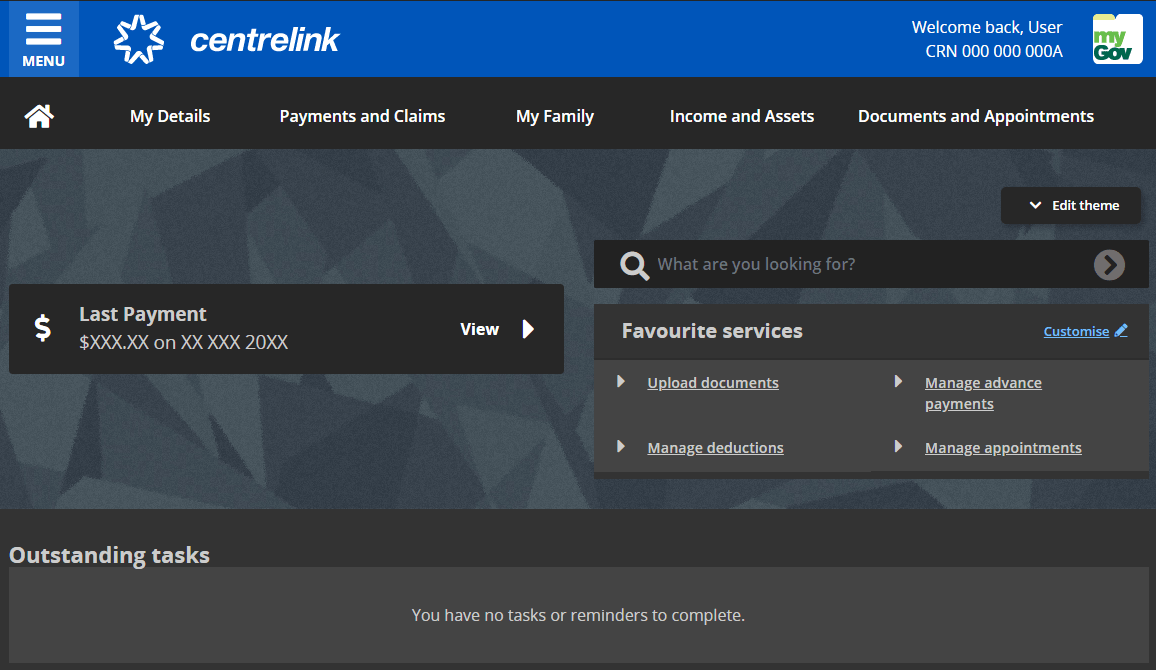 MENU
centrelink
Welcome back, User
CRN 000 000 000A
my
Gov
My Details
Payments and Claims
My Family
Income and Assets
Documents and Appointments
Edit theme
What are you looking for?
$
Last Payment
$XXX.XX on XX XXX 20XX
View
Favourite services
Customise
Upload documents
Manage advance
payments
Manage deductions
Manage appointments
Outstanding tasks
You have no tasks or reminders to complete.